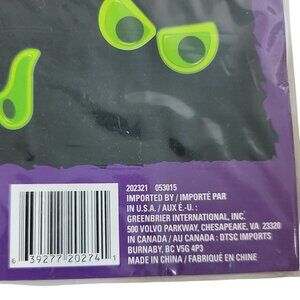 202321 053015
IMPORTED BY / IMPORTÉ PAR
IN U.S.A. / AUX É.-U. :
GREENBRIER INTERNATIONAL, INC.
500 VOLVO PARKWAY, CHESAPEAKE, VA 23320
IN CANADA / AU CANADA : DTSC IMPORTS
BURNABY, BC V5G 4P3
MADE IN CHINA / FABRIQUÉ EN CHINE
6 39277 20274 1